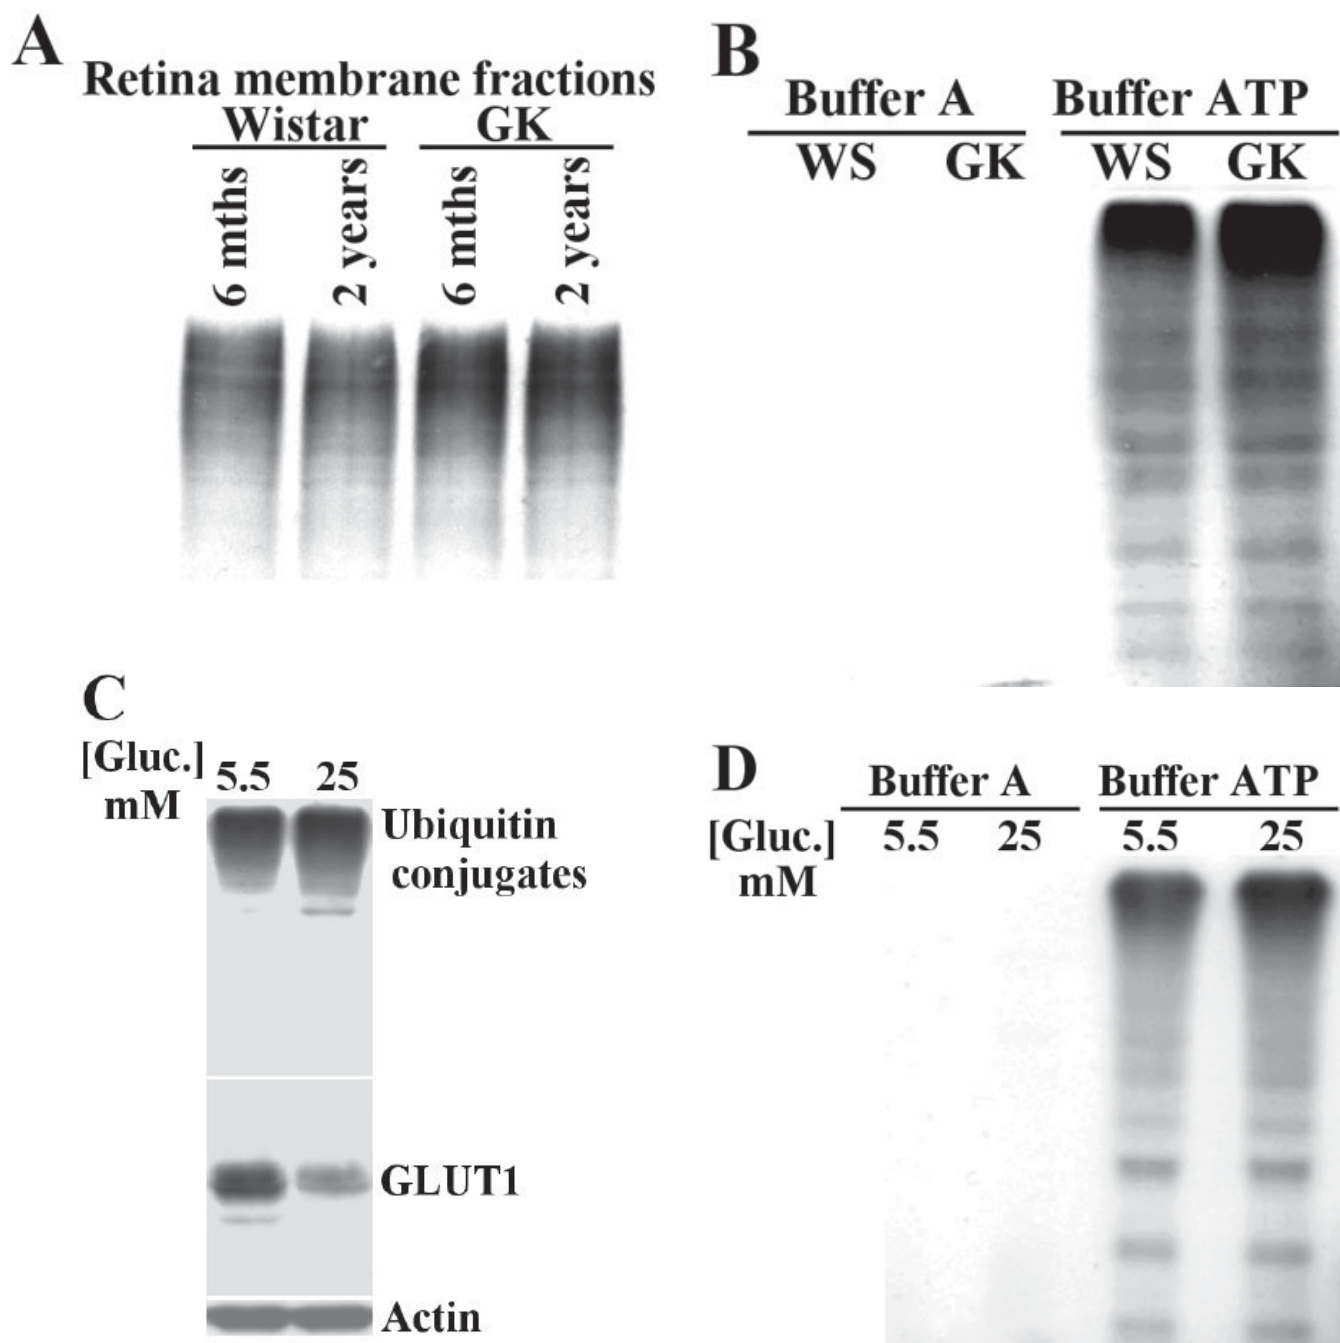 A
Retina membrane fractions
Wistar GK
6 mths 2 years 6 mths 2 years
B
Buffer A Buffer ATP
WS GK WS GK
C
[Gluc.] 5.5 25
mM
Ubiquitin
conjugates
GLUT1
Actin
D
Buffer A Buffer ATP
[Gluc.] 5.5 25 5.5 25
mM